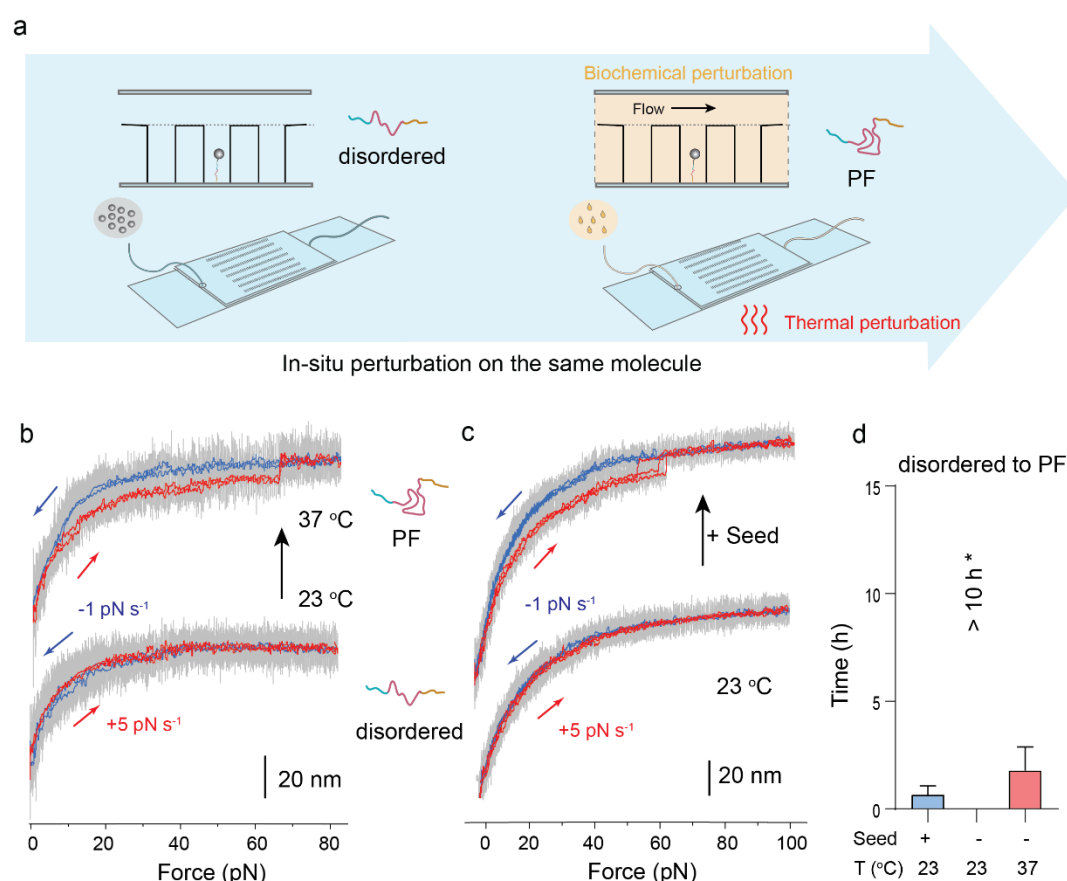 a
Biochemical perturbation
Flow
disordered
PF
Thermal perturbation
In-situ perturbation on the same molecule
b
37 °C
PF
23 °C
-1 pN s⁻¹
+5 pN s⁻¹
disordered
20 nm
0 20 40 60 80
Force (pN)
c
+ Seed
-1 pN s⁻¹
23 °C
+5 pN s⁻¹
20 nm
0 20 40 60 80 100
Force (pN)
d
disordered to PF
15
10
5
0
Time (h)
> 10 h *
Seed + - -
T (°C) 23 23 37